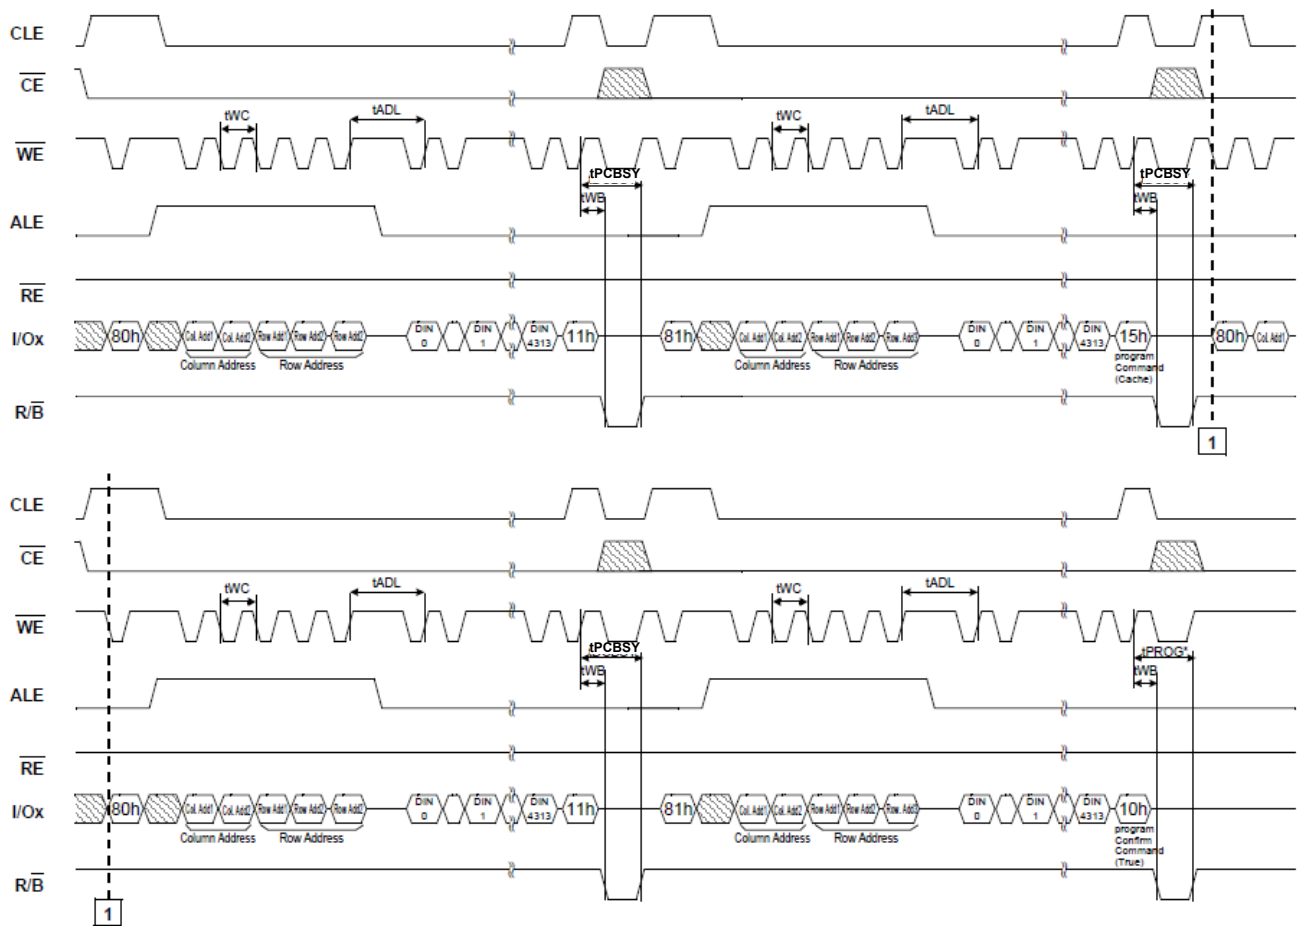 CLE
CE
tWC tADL tWC tADL
WE
tPCBSY tPCBSY
tWB tWB
ALE
RE
I/Ox 80h Col. Add1 Col. Add2 Row Add1 Row Add2 Row Add2 DIN 0 DIN 1 DIN 4313 11h 81h Col. Add1 Col. Add2 Row Add1 Row Add2 Row. Add3 DIN 0 DIN 1 DIN 4313 15h 80h Col. Add1
Column Address Row Address Column Address Row Address
program
Command
(Cache)
R/B
1
CLE
CE
tWC tADL tWC tADL
WE
tPCBSY tPROG*
tWB tWB
ALE
RE
I/Ox 80h Col. Add1 Col. Add2 Row Add1 Row Add2 Row Add2 DIN 0 DIN 1 DIN 4313 11h 81h Col. Add1 Col. Add2 Row Add1 Row Add2 Row. Add3 DIN 0 DIN 1 DIN 4313 10h
Column Address Row Address Column Address Row Address
program
Confirm
Command
(True)
R/B
1